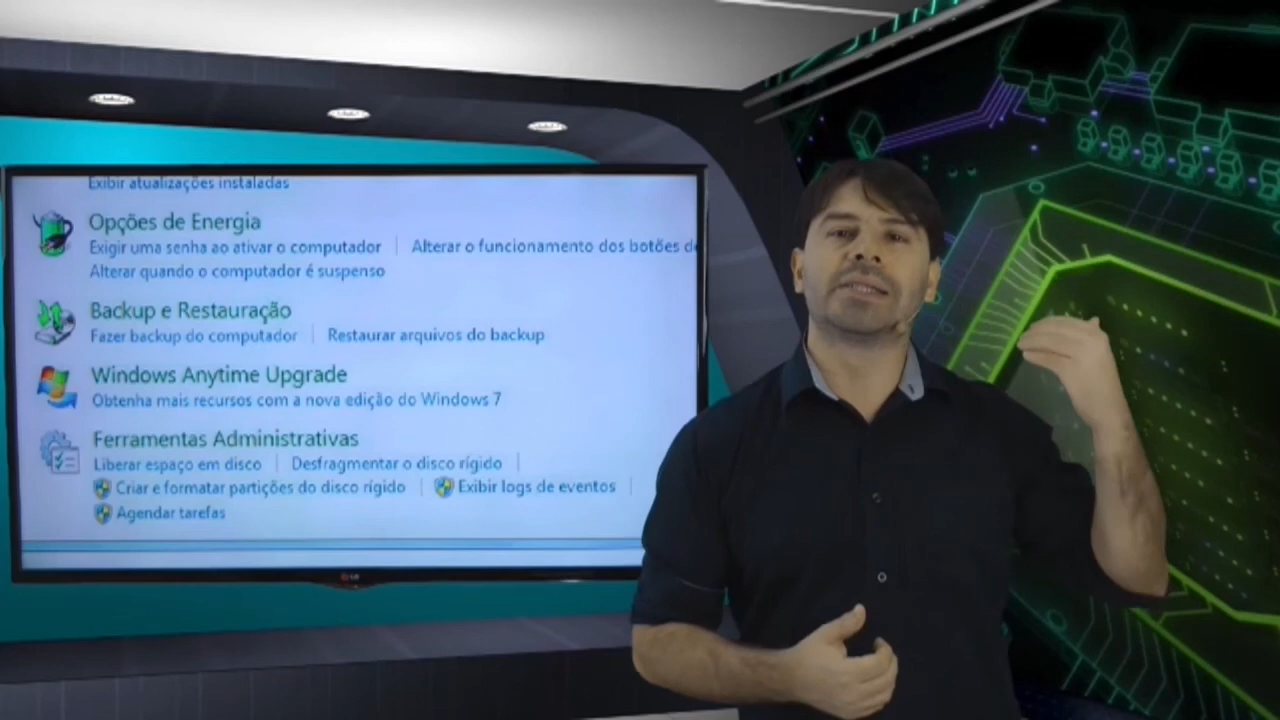 Exibir atualizações instaladas
Opções de Energia
Exigir uma senha ao ativar o computador | Alterar o funcionamento dos botões de
Alterar quando o computador é suspenso
Backup e Restauração
Fazer backup do computador | Restaurar arquivos do backup
Windows Anytime Upgrade
Obtenha mais recursos com a nova edição do Windows 7
Ferramentas Administrativas
Liberar espaço em disco | Desfragmentar o disco rígido |
Criar e formatar partições do disco rígido | Exibir logs de eventos |
Agendar tarefas
LG